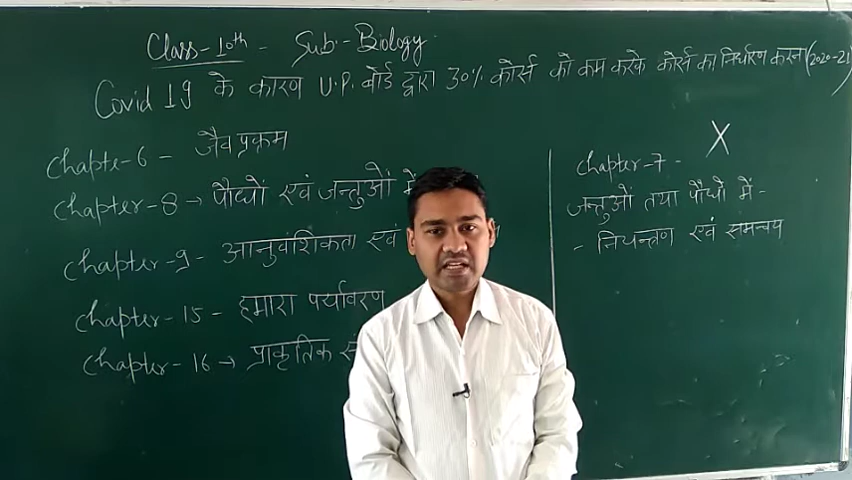 Class-10th - Sub:- Biology
Covid 19 के कारण U.P. बोर्ड द्वारा 30% कोर्स को कम करके कोर्स का निर्धारण करना (2020-21)
Chapte-6 - जैव प्रक्रम
Chapter-8 → पौधों एवं जन्तुओं में
Chapter-9 - आनुवंशिकता एवं
Chapter-15 - हमारा पर्यावरण
Chapter-16 → प्राकृतिक
Chapter-7 - X
जन्तुओं तथा पौधों में -
- नियन्त्रण एवं समन्वय